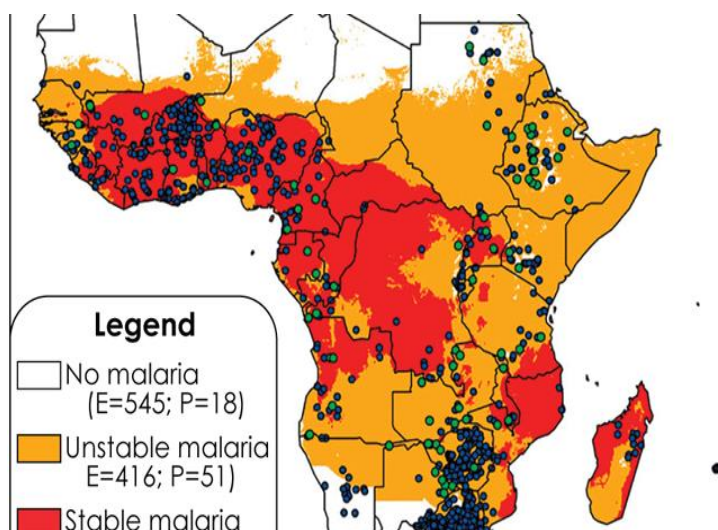 Legend
No malaria
(E=545; P=18)
Unstable malaria
E=416; P=51)
Stable malaria